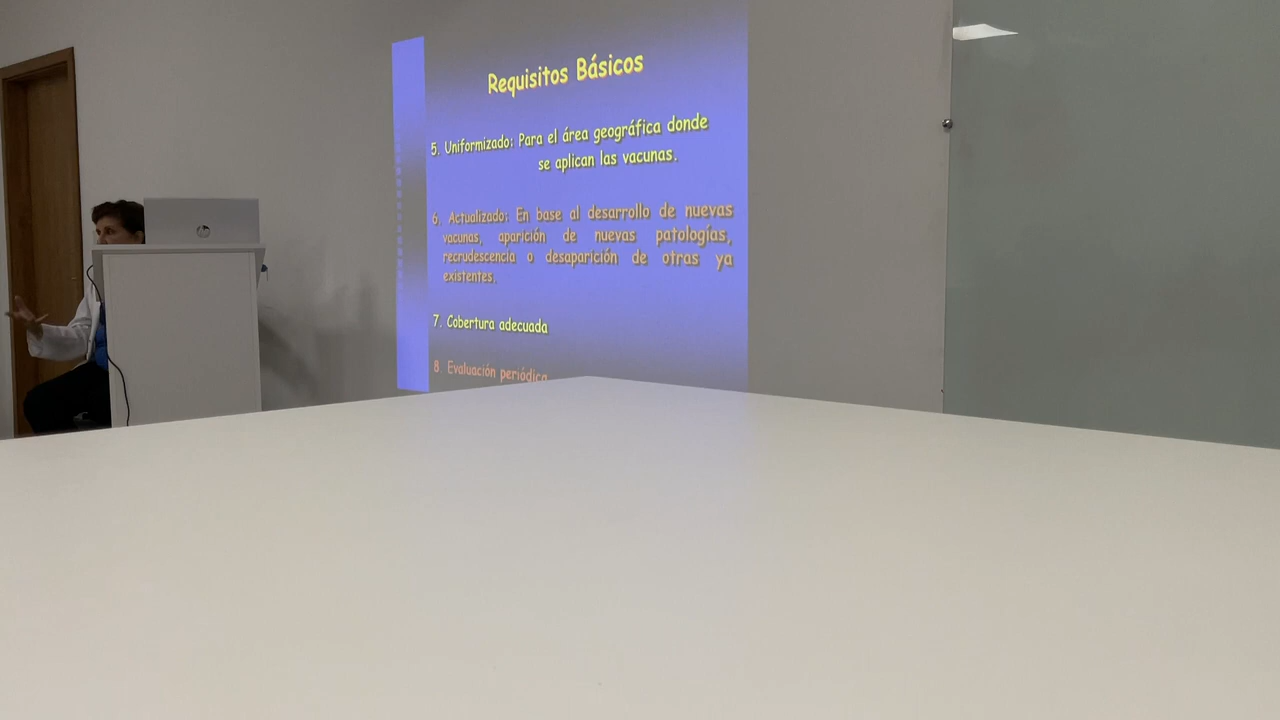 Requisitos Básicos
5. Uniformizado: Para el área geográfica donde
se aplican las vacunas.
6. Actualizado: En base al desarrollo de nuevas
vacunas, aparición de nuevas patologías,
recrudescencia o desaparición de otras ya
existentes.
7. Cobertura adecuada
8. Evaluación periódica